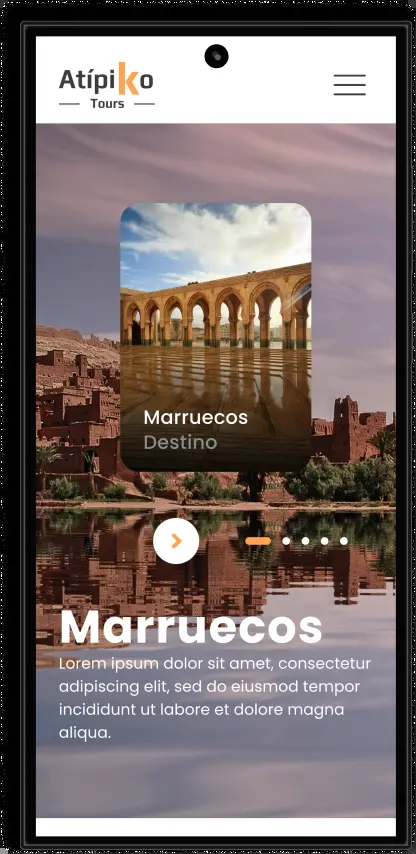 Atípiko
Tours
Marruecos
Destino
Marruecos
Lorem ipsum dolor sit amet, consectetur
adipiscing elit, sed do eiusmod tempor
incididunt ut labore et dolore magna
aliqua.